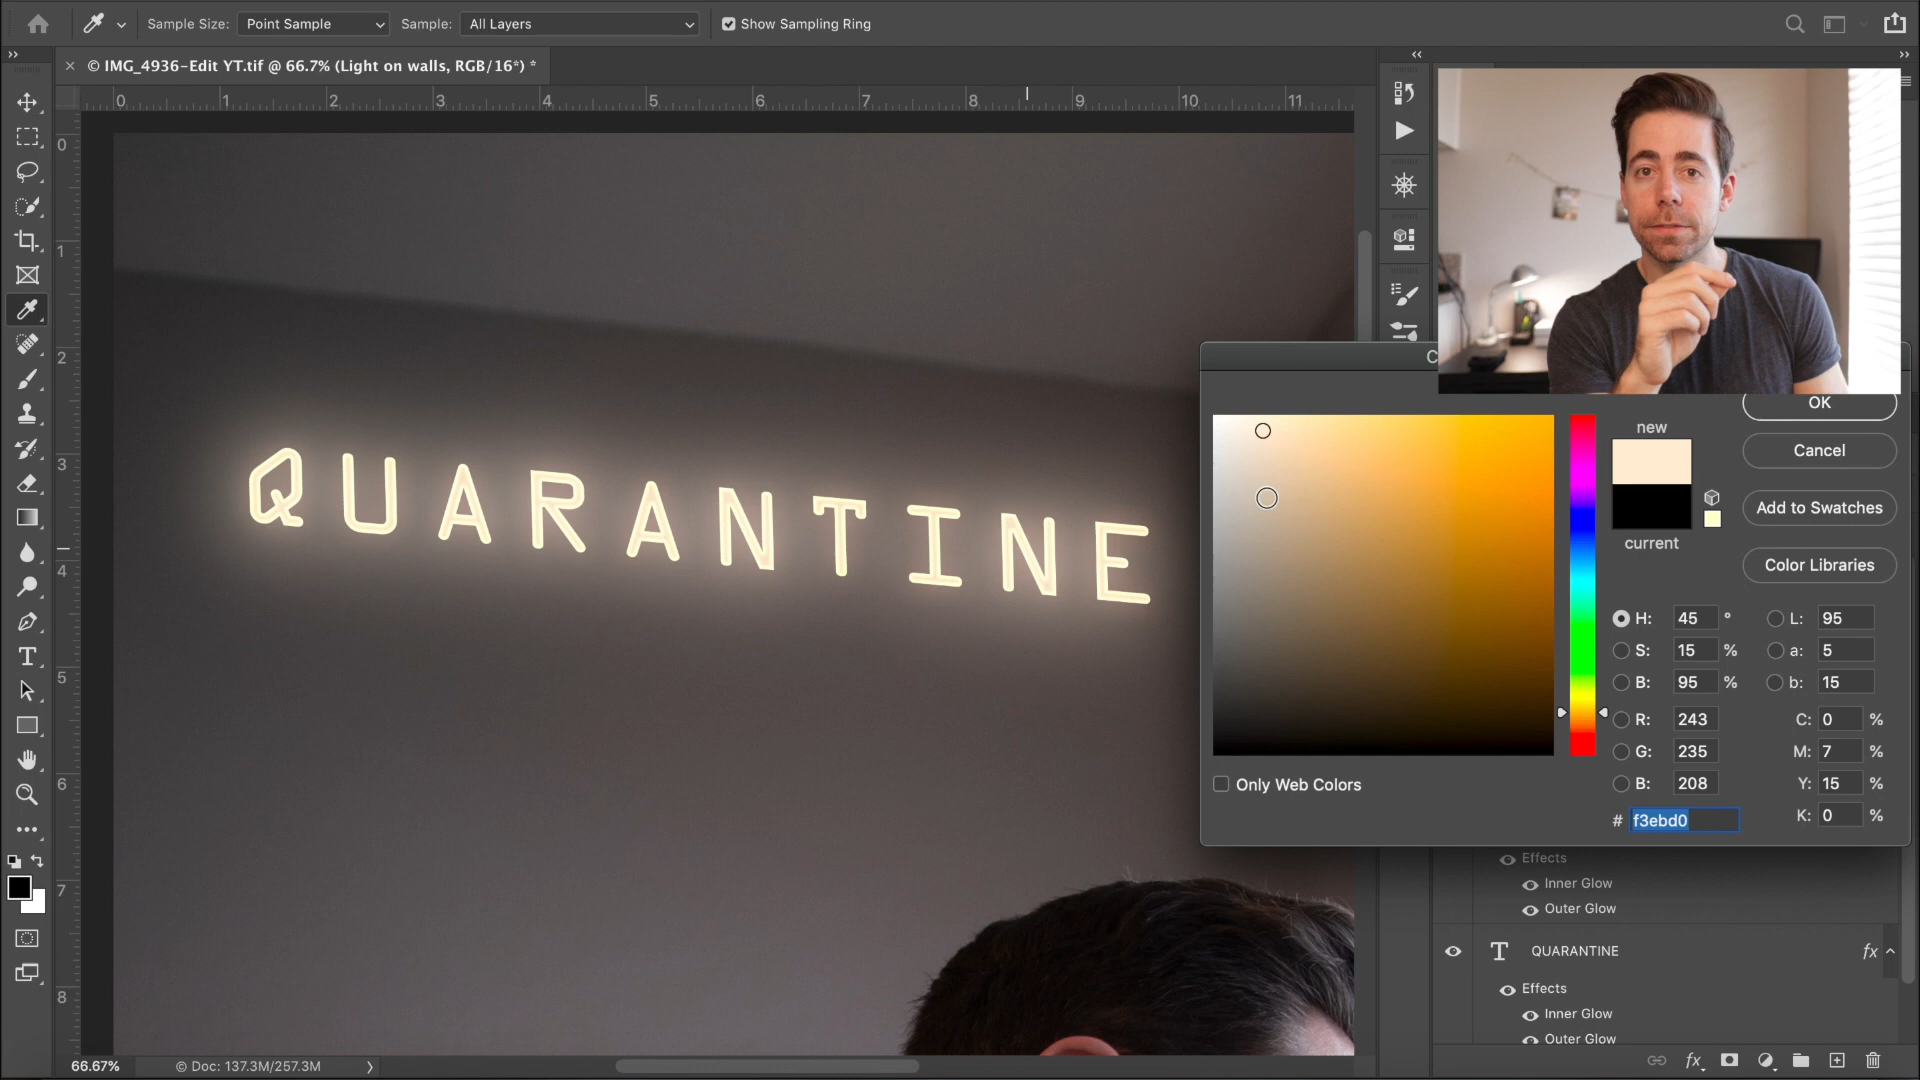 Sample Size: Point Sample Sample: All Layers Show Sampling Ring
© IMG_4936-Edit YT.tif @ 66.7% (Light on walls, RGB/16*) *
0 1 2 3 4 5 6 7 8 9 10 11
0
1
2
3
4
5
6
7
8
QUARANTINE
C
OK
new
Cancel
Add to Swatches
current
Color Libraries
H: 45 ° L: 95
S: 15 % a: 5
B: 95 % b: 15
R: 243 C: 0 %
G: 235 M: 7 %
B: 208 Y: 15 %
# f3ebd0 K: 0 %
Only Web Colors
Effects
Inner Glow
Outer Glow
T QUARANTINE fx
Effects
Inner Glow
Outer Glow
66.67% © Doc: 137.3M/257.3M
fx